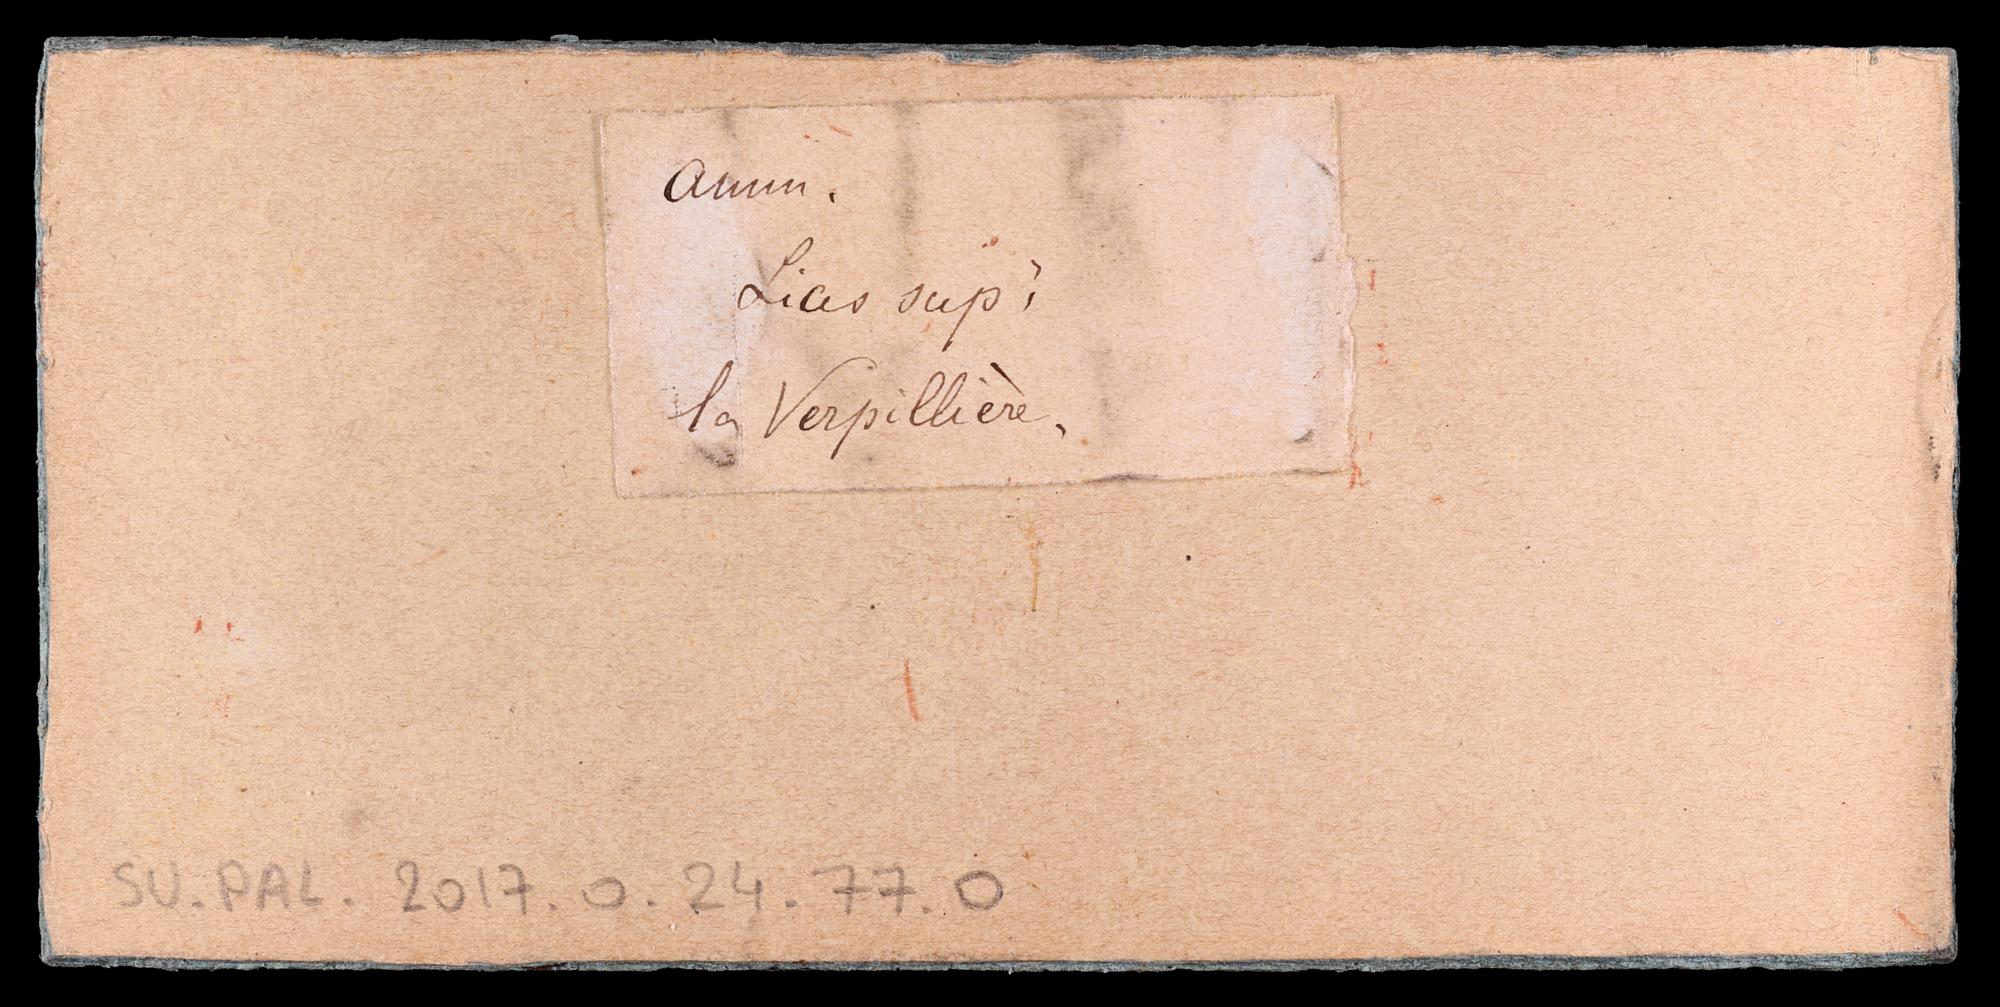 Amm.
Lias supʳ
la Verpillière.
SU.PAL. 2017.0.24.77.0